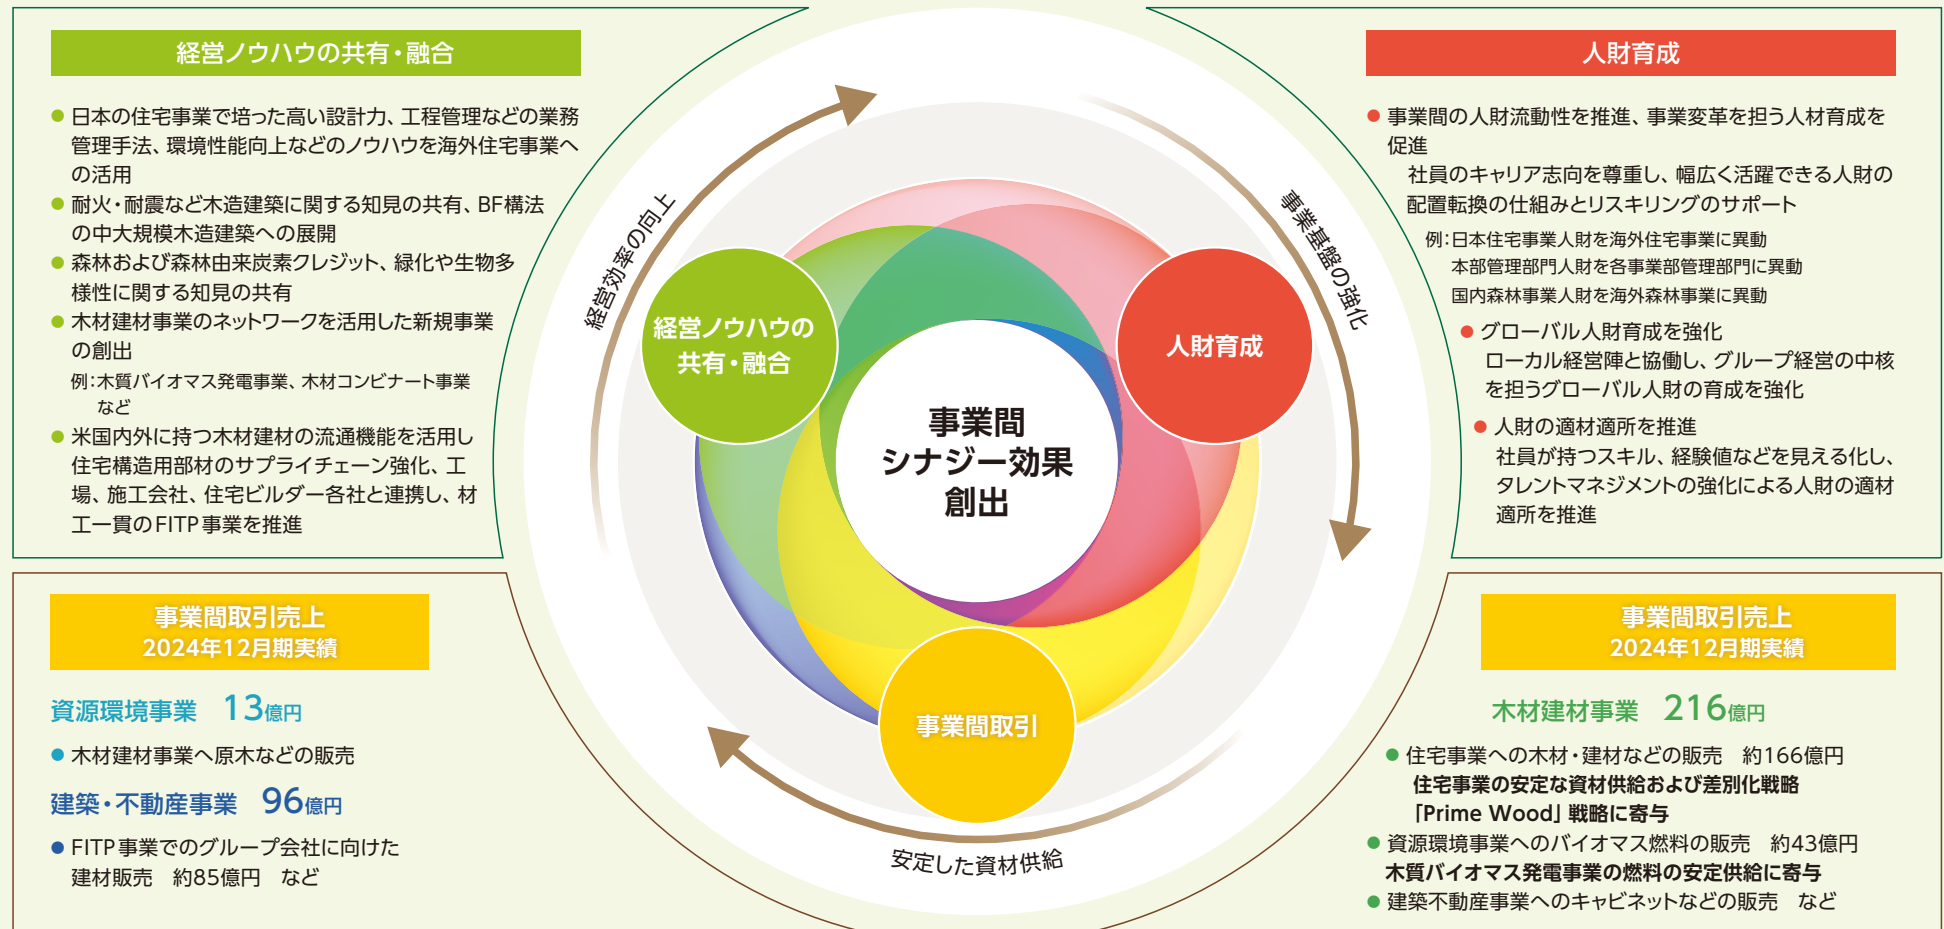 経営ノウハウの共有・融合
● 日本の住宅事業で培った高い設計力、工程管理などの業務
管理手法、環境性能向上などのノウハウを海外住宅事業へ
の活用
● 耐火・耐震など木造建築に関する知見の共有、BF構法
の中大規模木造建築への展開
● 森林および森林由来炭素クレジット、緑化や生物多
様性に関する知見の共有
● 木材建材事業のネットワークを活用した新規事業
の創出
例:木質バイオマス発電事業、木材コンビナート事業
など
● 米国内外に持つ木材建材の流通機能を活用し
住宅構造用部材のサプライチェーン強化、工
場、施工会社、住宅ビルダー各社と連携し、材
工一貫のFITP事業を推進
人財育成
● 事業間の人財流動性を推進、事業変革を担う人材育成を
促進
社員のキャリア志向を尊重し、幅広く活躍できる人財の
配置転換の仕組みとリスキリングのサポート
例:日本住宅事業人財を海外住宅事業に異動
本部管理部門人財を各事業部管理部門に異動
国内森林事業人財を海外森林事業に異動
● グローバル人財育成を強化
ローカル経営陣と協働し、グループ経営の中核
を担うグローバル人財の育成を強化
● 人財の適材適所を推進
社員が持つスキル、経験値などを見える化し、
タレントマネジメントの強化による人財の適材
適所を推進
経営効率の向上
事業基盤の強化
安定した資材供給
経営ノウハウの
共有・融合
人財育成
事業間取引
事業間
シナジー効果
創出
事業間取引売上
2024年12月期実績
資源環境事業 13億円
● 木材建材事業へ原木などの販売
建築・不動産事業 96億円
● FITP事業でのグループ会社に向けた
建材販売 約85億円 など
事業間取引売上
2024年12月期実績
木材建材事業 216億円
● 住宅事業への木材・建材などの販売 約166億円
住宅事業の安定な資材供給および差別化戦略
「Prime Wood」戦略に寄与
● 資源環境事業へのバイオマス燃料の販売 約43億円
木質バイオマス発電事業の燃料の安定供給に寄与
● 建築不動産事業へのキャビネットなどの販売 など